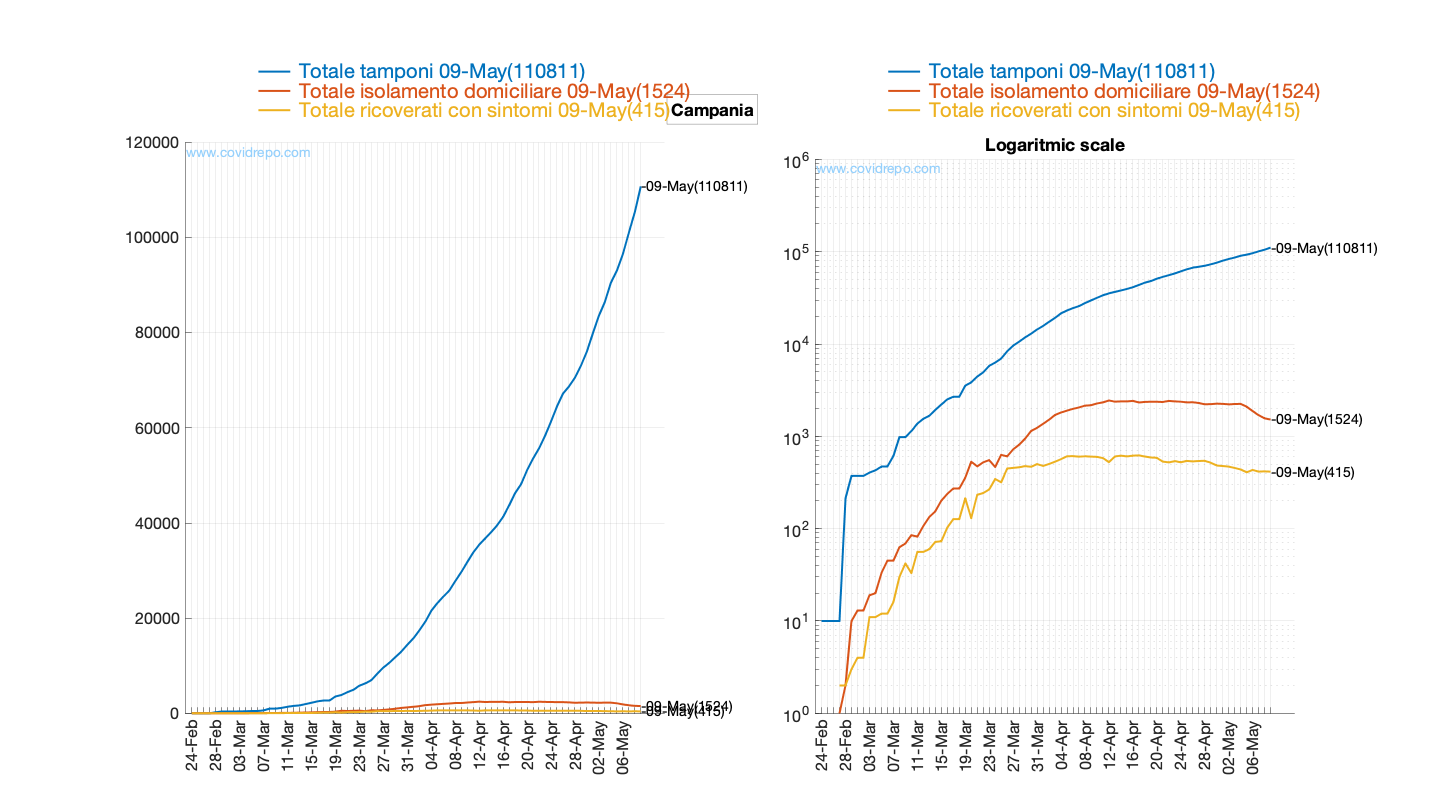 Totale tamponi 09-May(110811)
Totale isolamento domiciliare 09-May(1524)
Totale ricoverati con sintomi 09-May(415)
Campania
www.covidrepo.com
120000
100000
80000
60000
40000
20000
0
-09-May(110811)
-09-May(1524)
-09-May(415)
24-Feb
28-Feb
03-Mar
07-Mar
11-Mar
15-Mar
19-Mar
23-Mar
27-Mar
31-Mar
04-Apr
08-Apr
12-Apr
16-Apr
20-Apr
24-Apr
28-Apr
02-May
06-May
Totale tamponi 09-May(110811)
Totale isolamento domiciliare 09-May(1524)
Totale ricoverati con sintomi 09-May(415)
Logaritmic scale
www.covidrepo.com
10^6
10^5
10^4
10^3
10^2
10^1
10^0
-09-May(110811)
-09-May(1524)
-09-May(415)
24-Feb
28-Feb
03-Mar
07-Mar
11-Mar
15-Mar
19-Mar
23-Mar
27-Mar
31-Mar
04-Apr
08-Apr
12-Apr
16-Apr
20-Apr
24-Apr
28-Apr
02-May
06-May